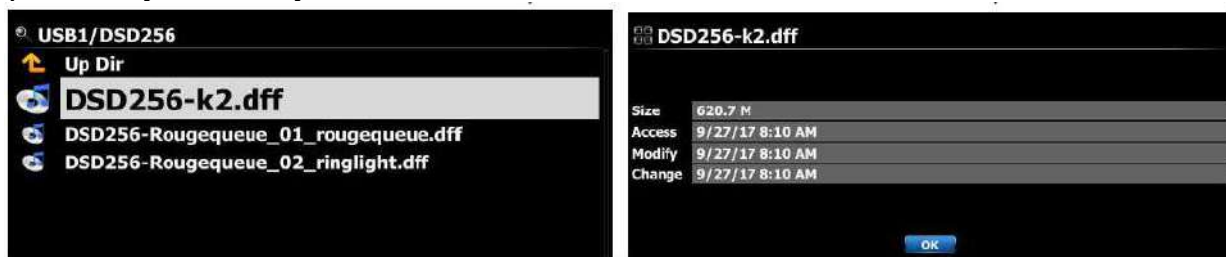 USB1/DSD256
Up Dir
DSD256-k2.dff
DSD256-Rougequeue_01_rougequeue.dff
DSD256-Rougequeue_02_ringlight.dff
DSD256-k2.dff
Size 620.7 M
Access 9/27/17 8:10 AM
Modify 9/27/17 8:10 AM
Change 9/27/17 8:10 AM
OK